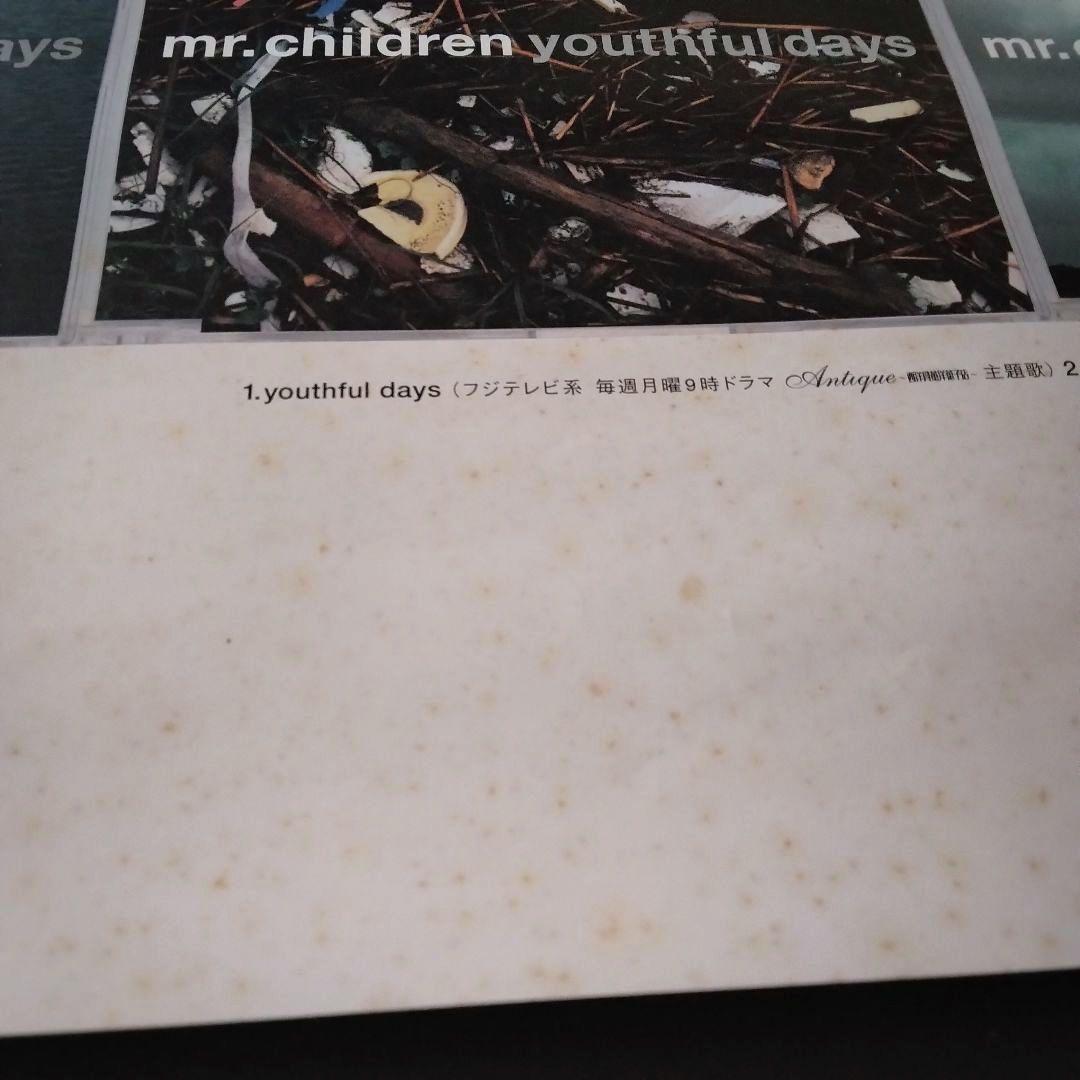 ays
mr.children youthful days
mr.c
1.youthful days（フジテレビ系 毎週月曜9時ドラマ Antique 主題歌）2